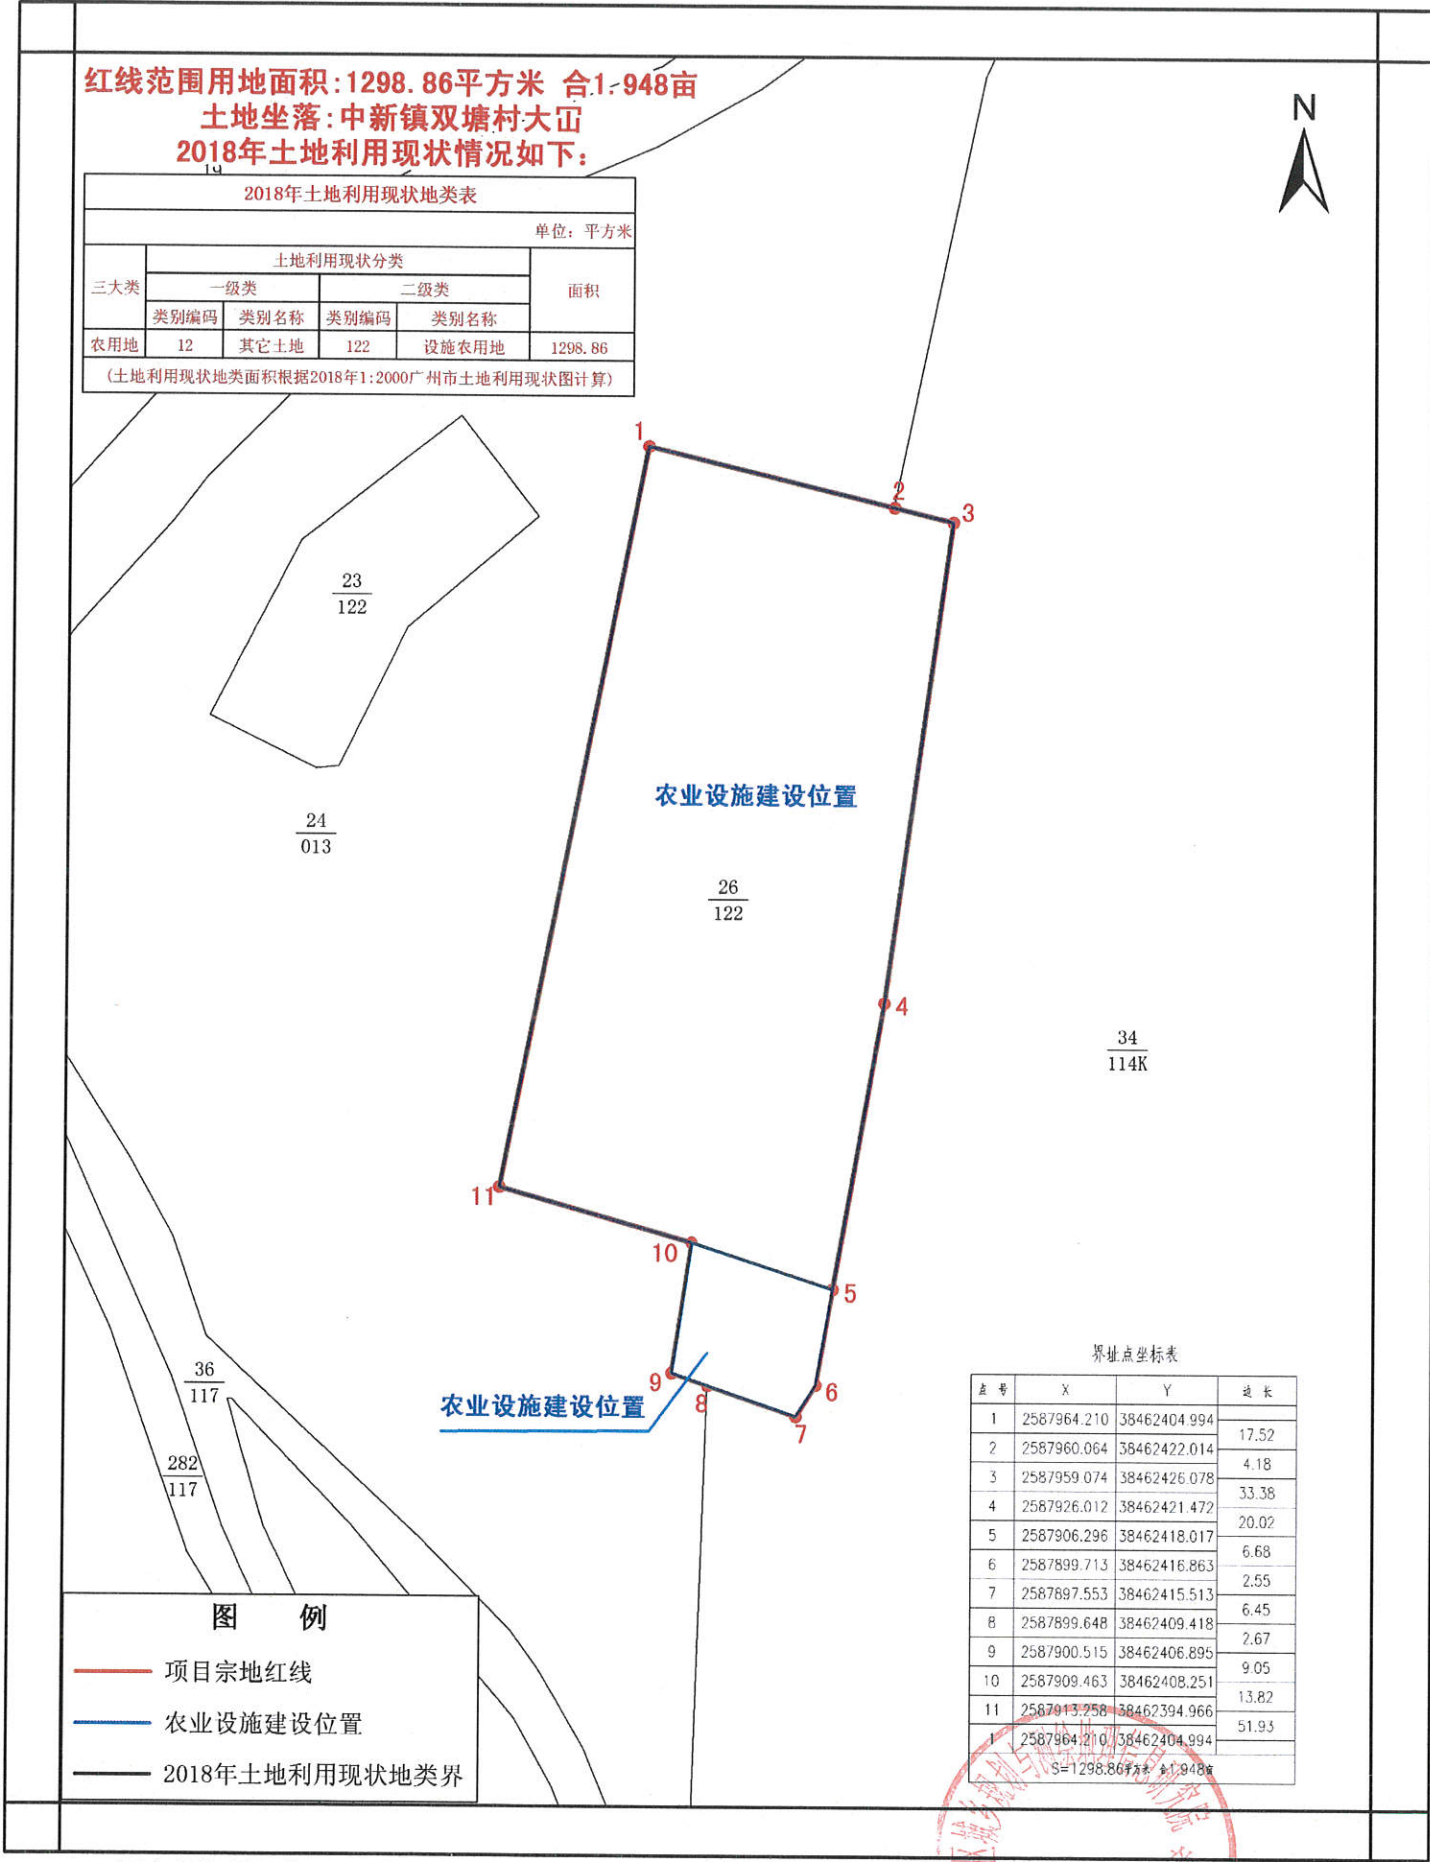 红线范围用地面积:1298.86平方米 合1.948亩
土地坐落:中新镇双塘村大冚
2018年土地利用现状情况如下:
19
N
2018年土地利用现状地类表
单位: 平方米
三大类 土地利用现状分类 面积
一级类 二级类
类别编码 类别名称 类别编码 类别名称
农用地 12 其它土地 122 设施农用地 1298.86
(土地利用现状地类面积根据2018年1:2000广州市土地利用现状图计算)
1
2
3
23
122
农业设施建设位置
24
013
26
122
4
34
114K
11
10
5
9
8
6
7
农业设施建设位置
36
117
282
117
界址点坐标表
点号 X Y 边长
1 2587964.210 38462404.994
17.52
2 2587960.064 38462422.014
4.18
3 2587959.074 38462426.078
33.38
4 2587926.012 38462421.472
20.02
5 2587906.296 38462418.017
6.68
6 2587899.713 38462416.863
2.55
7 2587897.553 38462415.513
6.45
8 2587899.648 38462409.418
2.67
9 2587900.515 38462406.895
9.05
10 2587909.463 38462408.251
13.82
11 2587913.258 38462394.966
51.93
1 2587964.210 38462404.994
S=1298.86平方米 合1.948亩
图 例
项目宗地红线
农业设施建设位置
2018年土地利用现状地类界